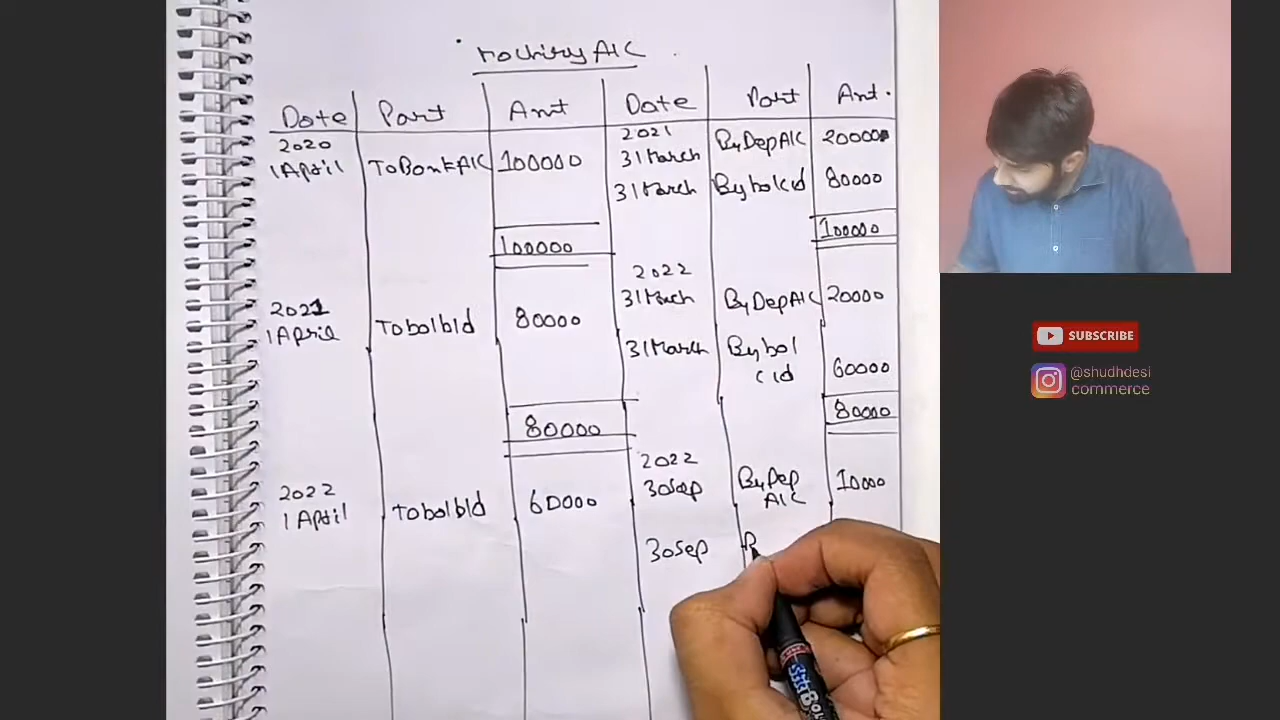 Machinery A/C
Date Part Amt Date Part Amt.
2020
1 April To Bank A/C 100000
2021
31 March By Dep A/C 20000
31 March By bal c/d 80000
100000 100000
2021
1 April To bal b/d 80000
2022
31 March By Dep A/C 20000
31 March By bal
c/d 60000
80000 80000
2022
1 April To bal b/d 60000
2022
30 Sep By Dep
A/C 10000
30 Sep B
SUBSCRIBE
@shudhdesi
commerce